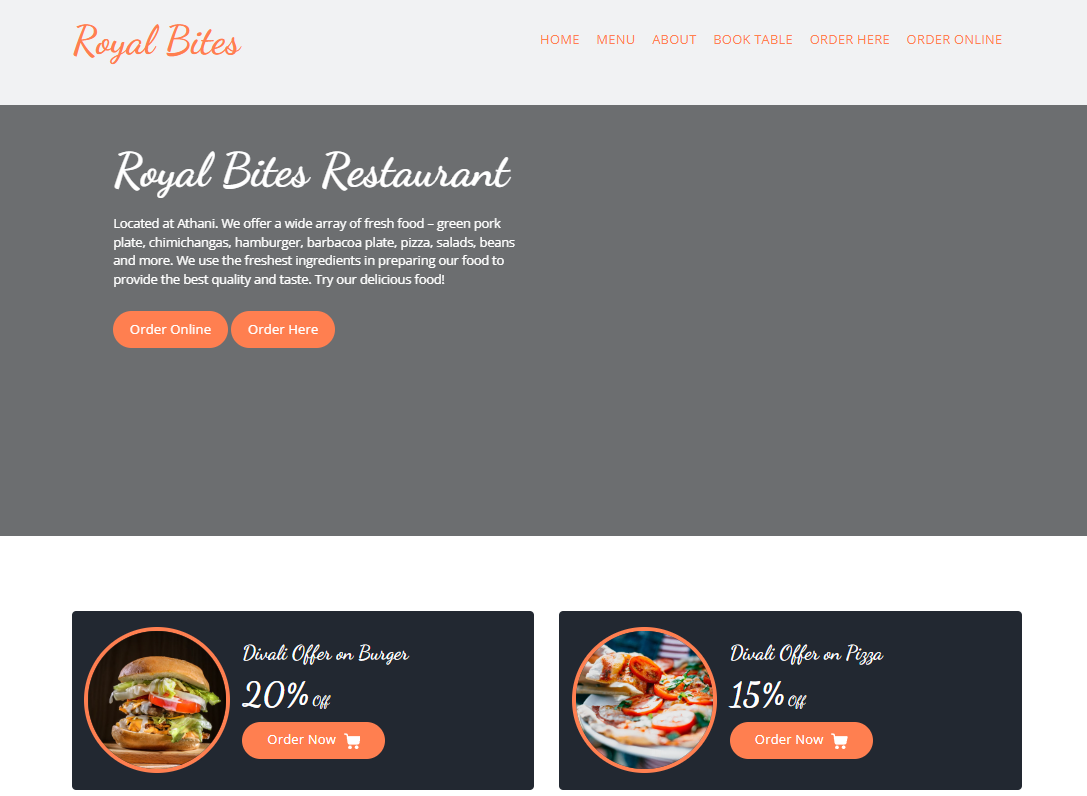 Royal Bites
HOME MENU ABOUT BOOK TABLE ORDER HERE ORDER ONLINE
Royal Bites Restaurant
Located at Athani. We offer a wide array of fresh food – green pork
plate, chimichangas, hamburger, barbacoa plate, pizza, salads, beans
and more. We use the freshest ingredients in preparing our food to
provide the best quality and taste. Try our delicious food!
Order Online Order Here
Divali Offer on Burger
20% Off
Order Now
Divali Offer on Pizza
15% Off
Order Now